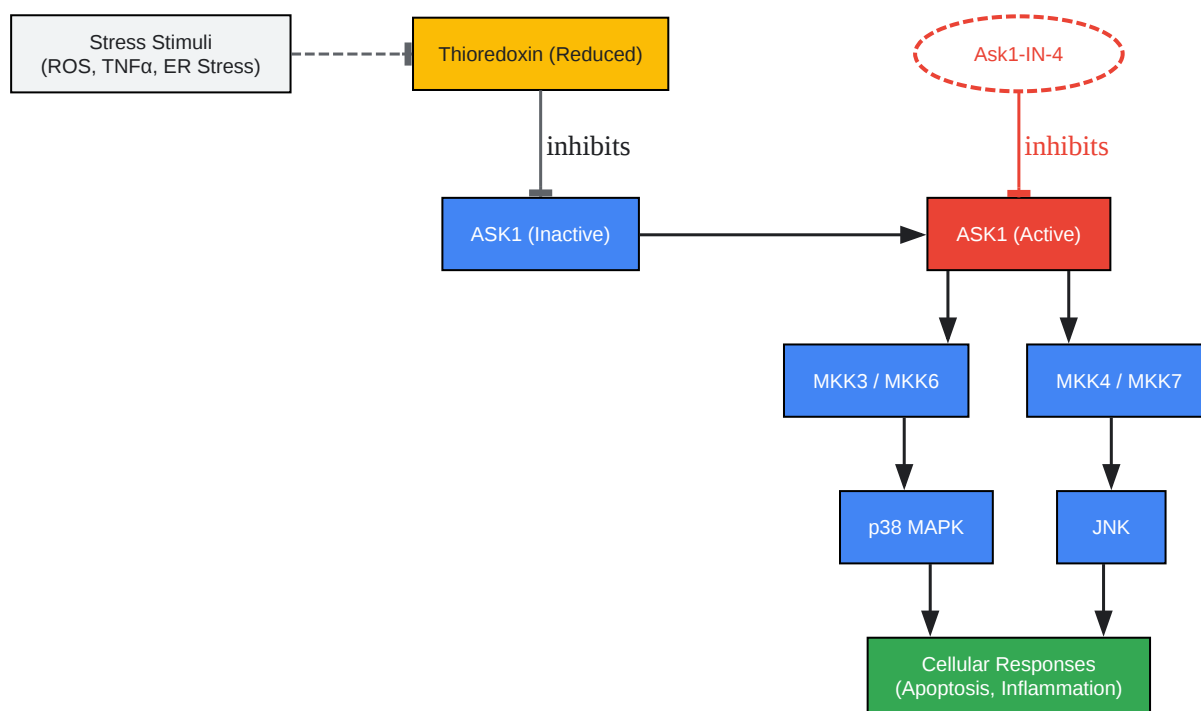 Stress Stimuli
(ROS, TNFα, ER Stress)
Thioredoxin (Reduced)
Ask1-IN-4
inhibits
inhibits
ASK1 (Inactive)
ASK1 (Active)
MKK3 / MKK6
MKK4 / MKK7
p38 MAPK
JNK
Cellular Responses
(Apoptosis, Inflammation)